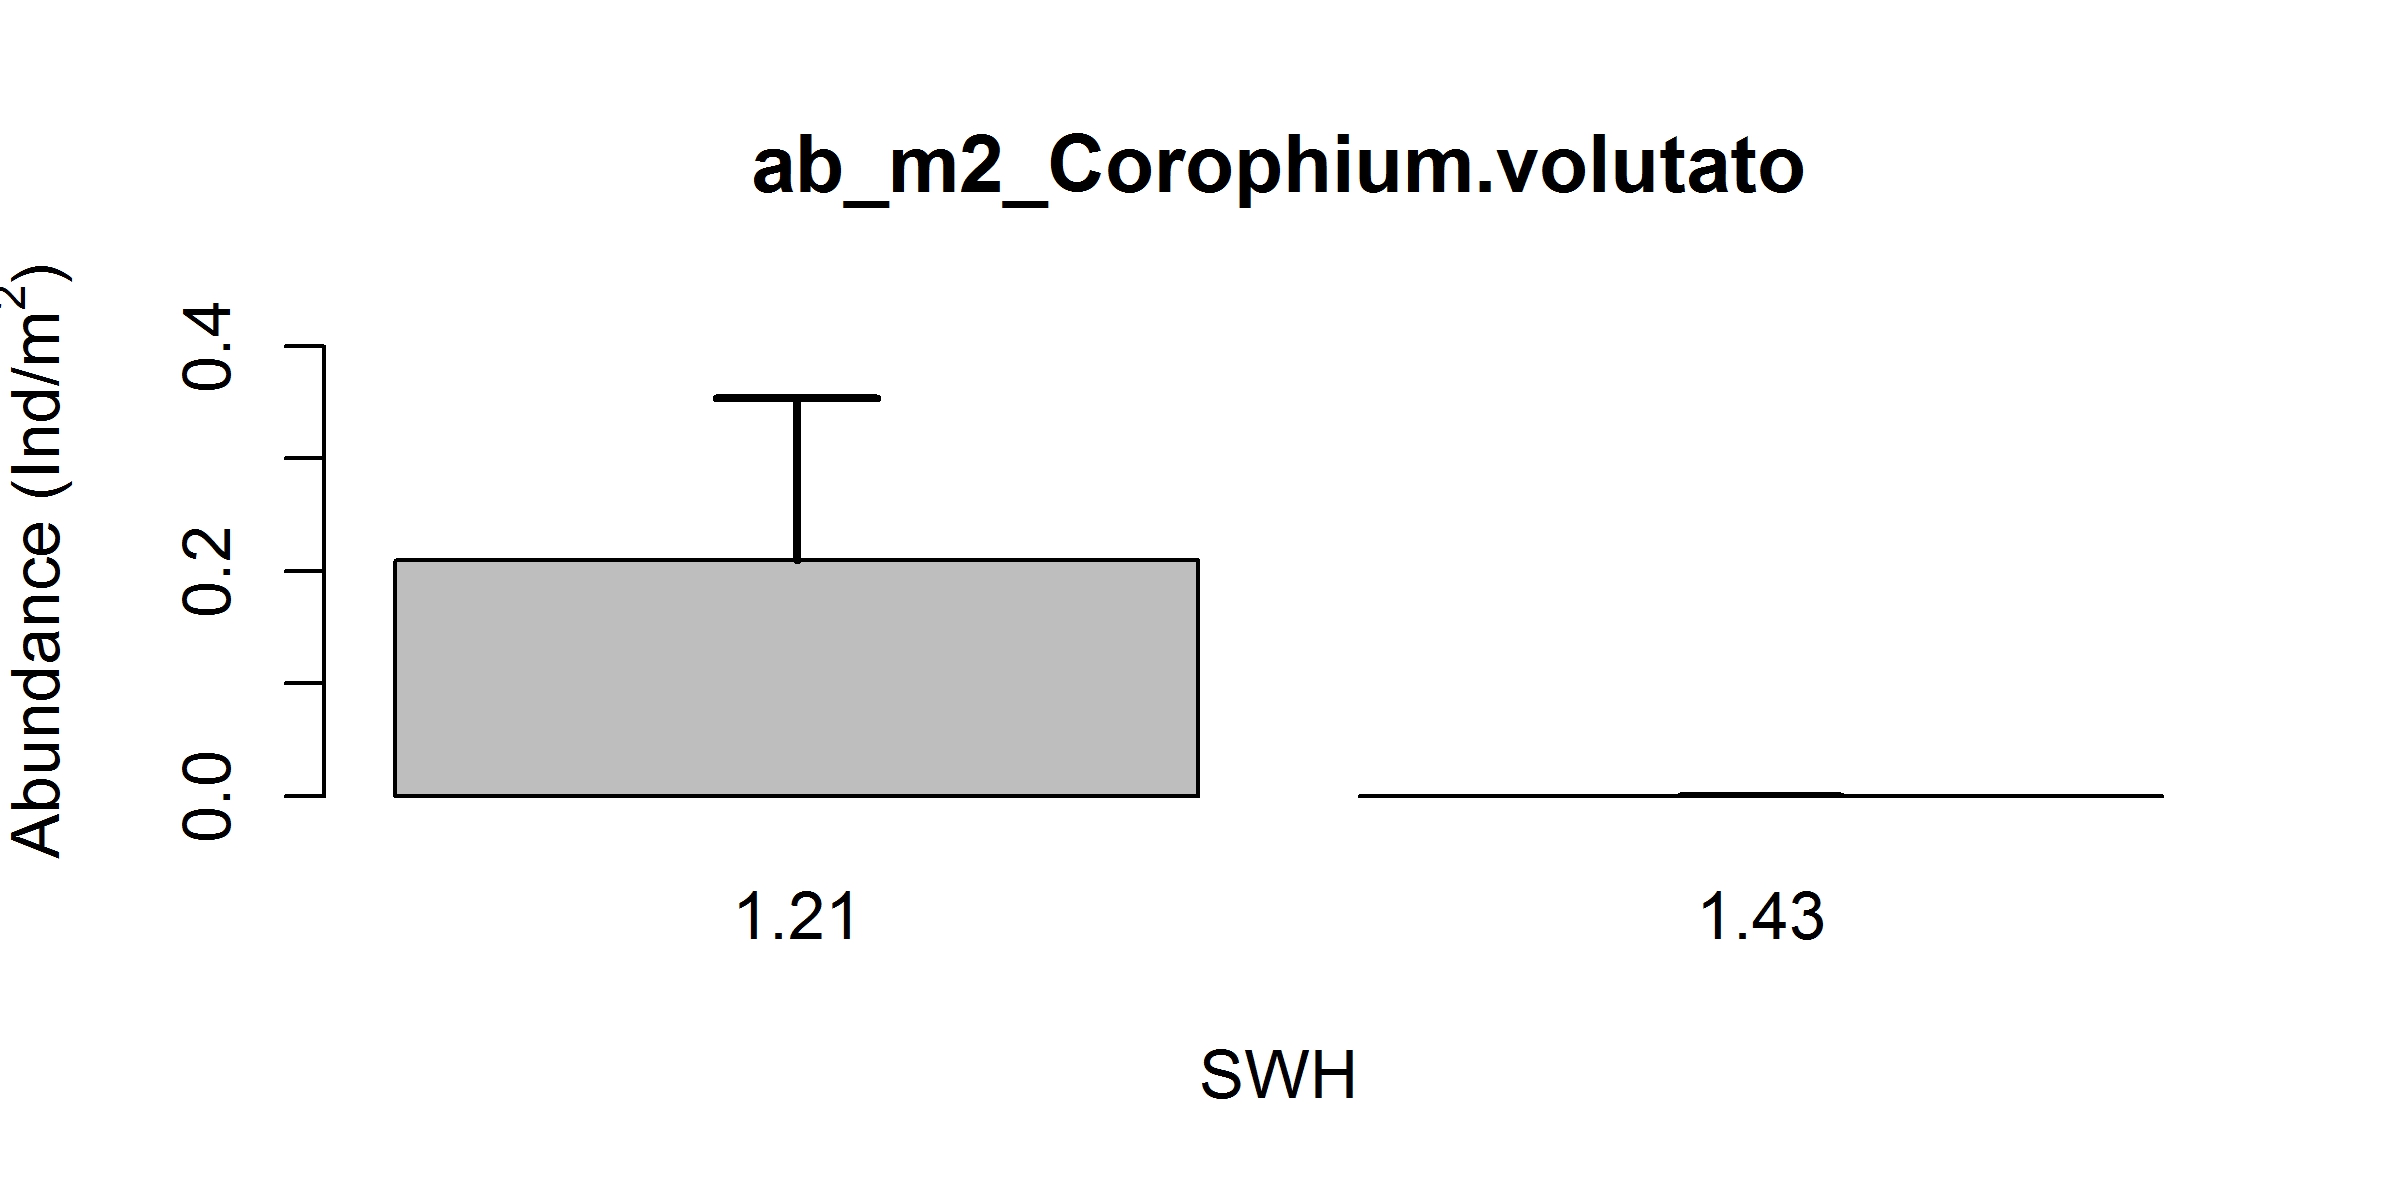 ab_m2_Corophium.volutato
Abundance (Ind/m²)
0.4
0.2
0.0
1.21
1.43
SWH